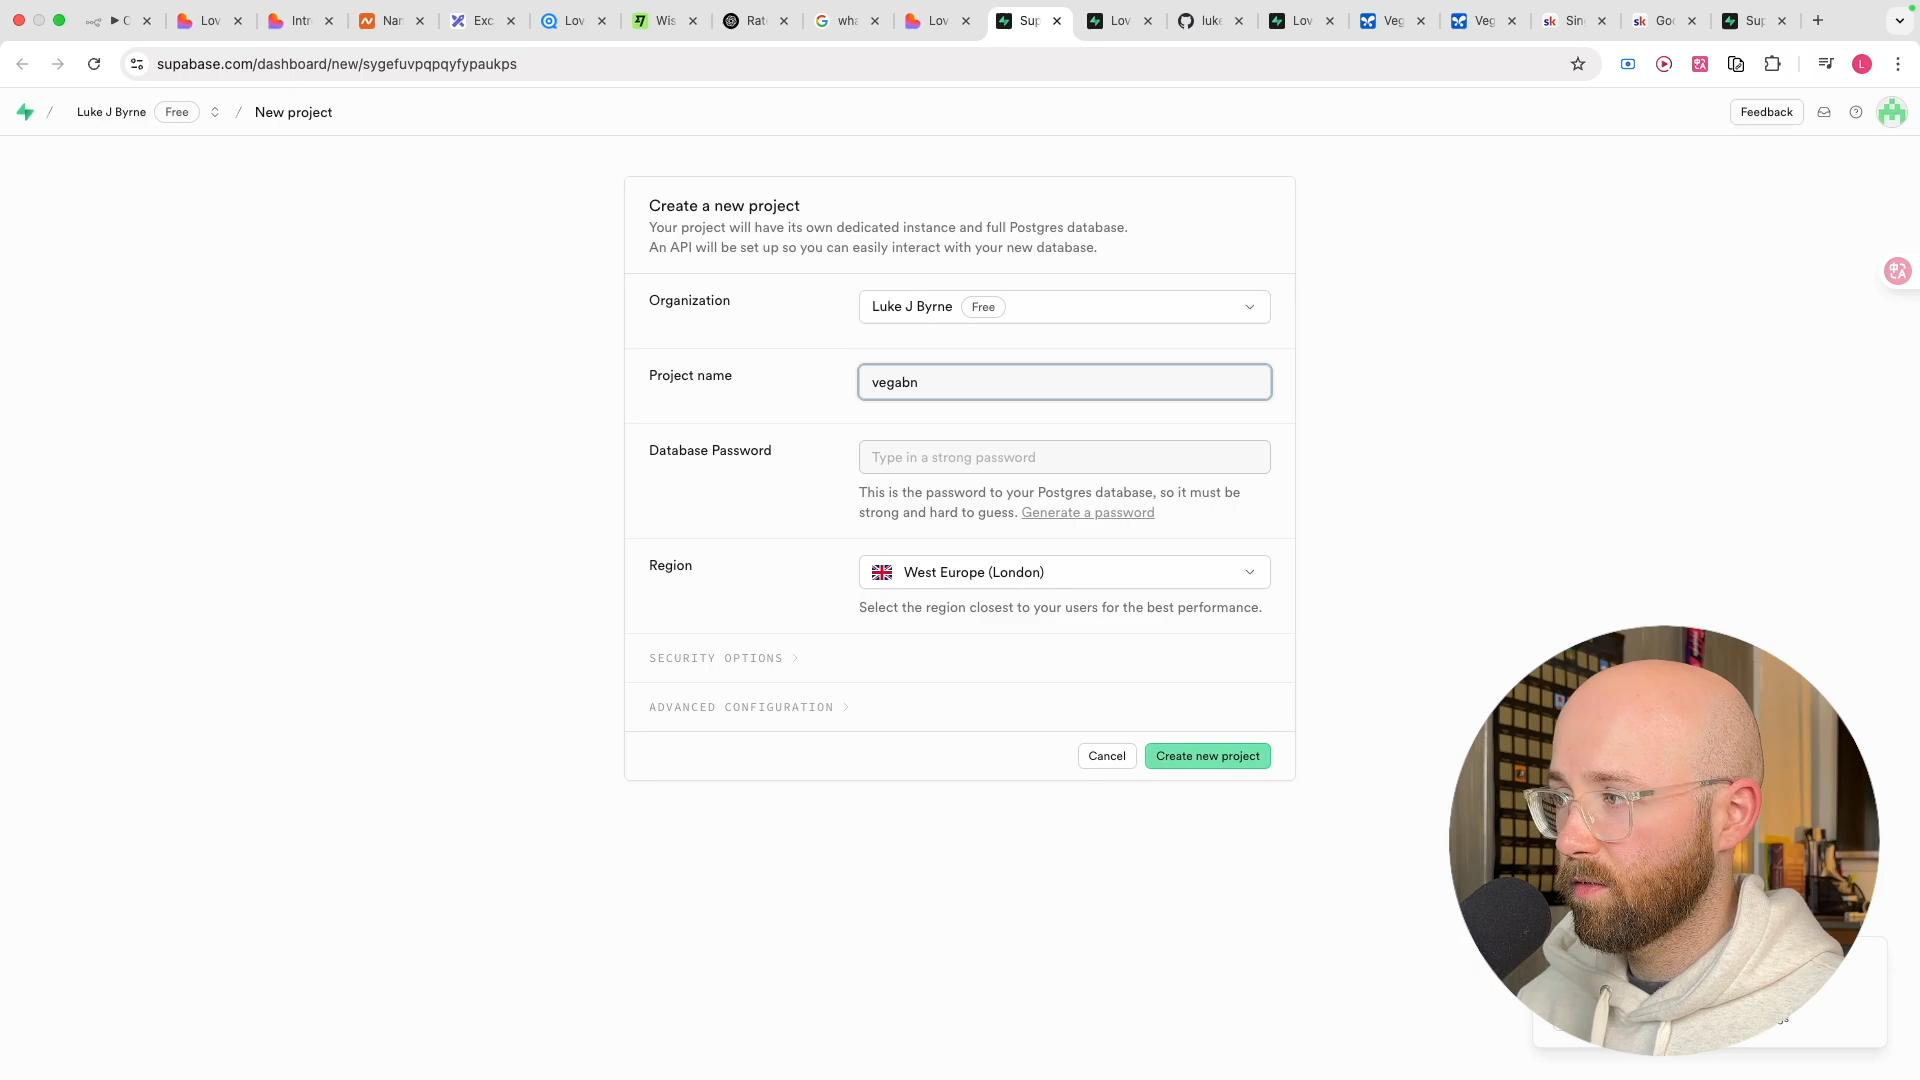 C
Lov
Intr
Nar
Exc
Lov
Wis
Rat
wha
Lov
Sup
Lov
luke
Lov
Veg
Veg
sk Sin
sk Goo
Sup
supabase.com/dashboard/new/sygefuvpqpqyfypaukps
L
/ Luke J Byrne Free / New project
Feedback
Create a new project
Your project will have its own dedicated instance and full Postgres database.
An API will be set up so you can easily interact with your new database.
Organization
Luke J Byrne Free
Project name
vegabn
Database Password
Type in a strong password
This is the password to your Postgres database, so it must be
strong and hard to guess. Generate a password
Region
West Europe (London)
Select the region closest to your users for the best performance.
SECURITY OPTIONS
ADVANCED CONFIGURATION
Cancel
Create new project